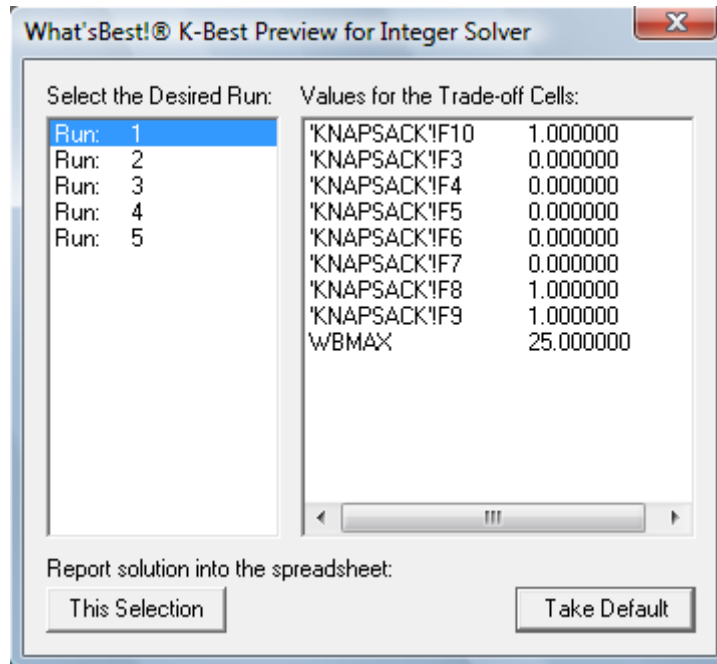 What'sBest!® K-Best Preview for Integer Solver
Select the Desired Run:
Run: 1
Run: 2
Run: 3
Run: 4
Run: 5
Values for the Trade-off Cells:
'KNAPSACK'!F10 1.000000
'KNAPSACK'!F3 0.000000
'KNAPSACK'!F4 0.000000
'KNAPSACK'!F5 0.000000
'KNAPSACK'!F6 0.000000
'KNAPSACK'!F7 0.000000
'KNAPSACK'!F8 1.000000
'KNAPSACK'!F9 1.000000
WBMAX 25.000000
Report solution into the spreadsheet:
This Selection
Take Default